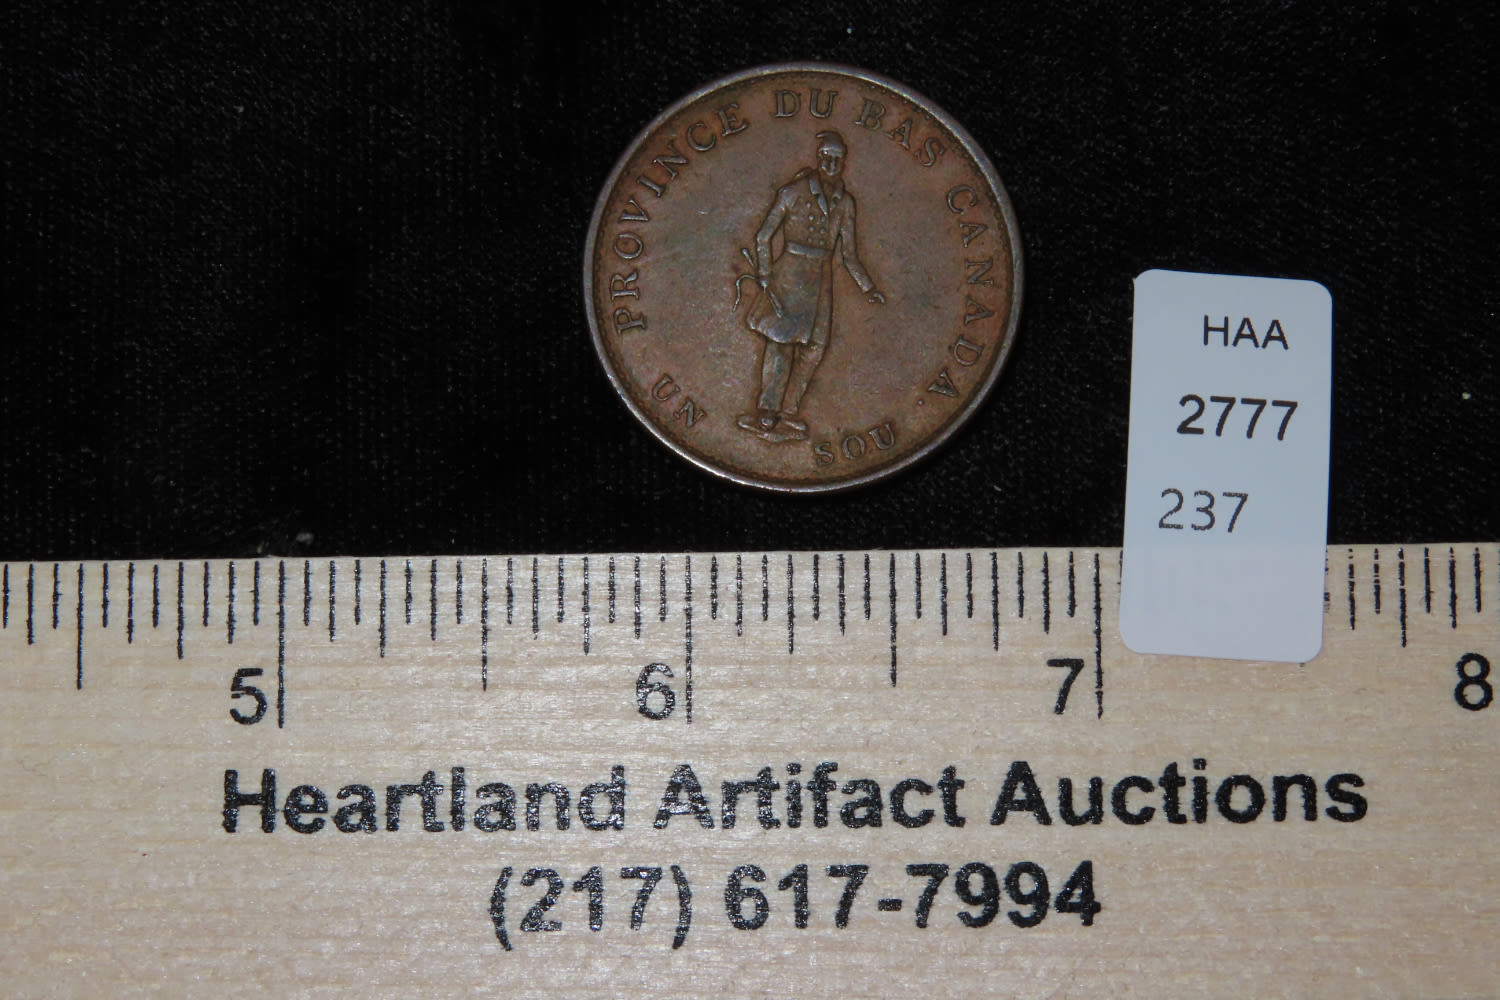 PROVINCE DU BAS CANADA.
UN SOU
HAA
2777
237
5 6 7 8
Heartland Artifact Auctions
(217) 617-7994